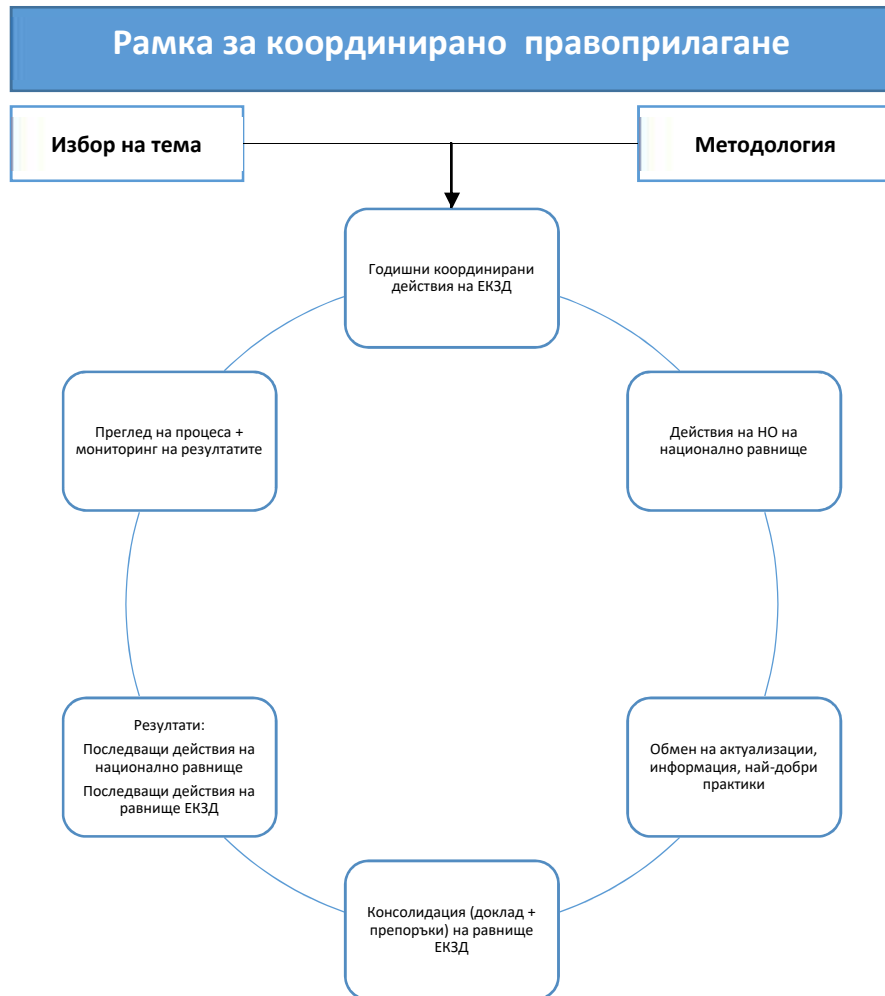 Рамка за координирано правоприлагане
Избор на тема
Методология
Годишни координирани
действия на ЕКЗД
Преглед на процеса +
мониторинг на резултатите
Действия на НО на
национално равнище
Резултати:
Последващи действия на
национално равнище
Последващи действия на
равнище ЕКЗД
Обмен на актуализации,
информация, най-добри
практики
Консолидация (доклад +
препоръки) на равнище
ЕКЗД